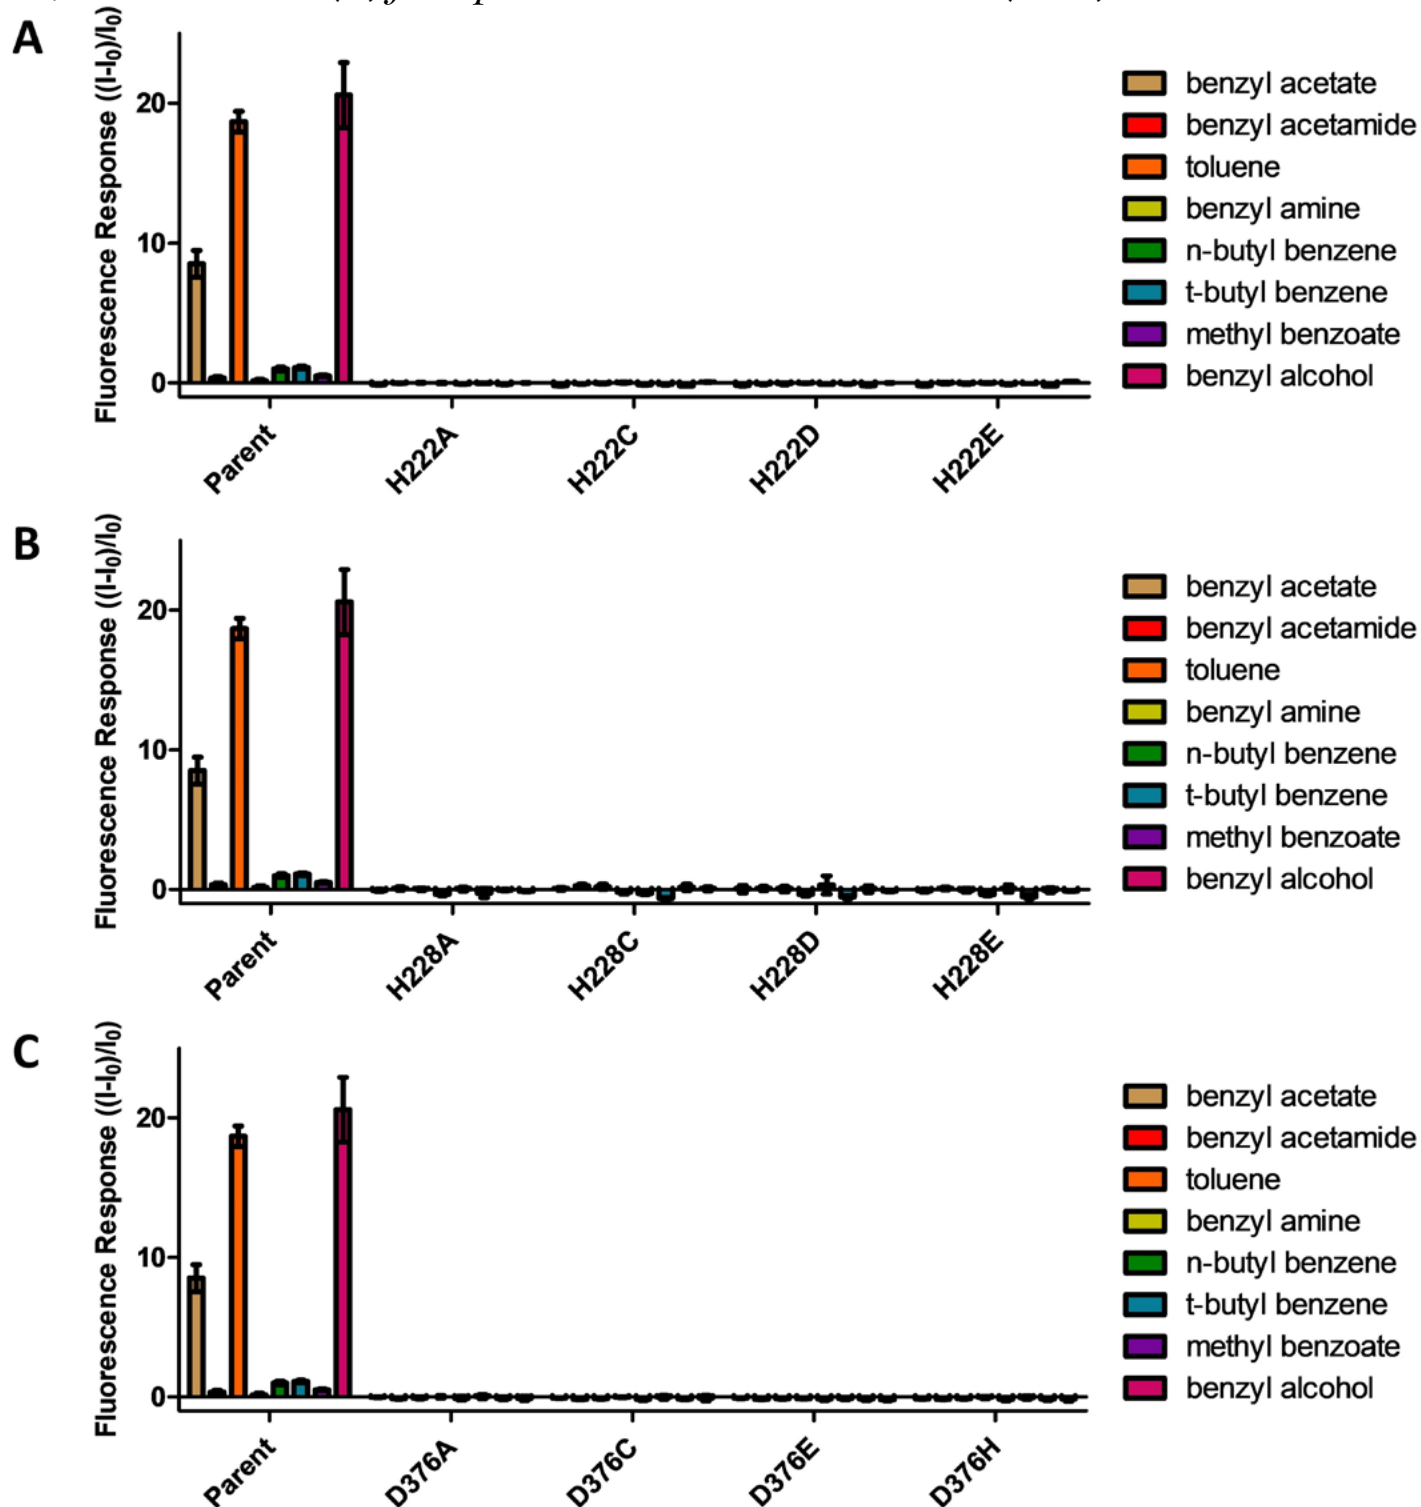 A
Fluorescence Response ((I-I₀)/I₀)
20
10
0
Parent
H222A
H222C
H222D
H222E
benzyl acetate
benzyl acetamide
toluene
benzyl amine
n-butyl benzene
t-butyl benzene
methyl benzoate
benzyl alcohol
B
Fluorescence Response ((I-I₀)/I₀)
20
10
0
Parent
H228A
H228C
H228D
H228E
benzyl acetate
benzyl acetamide
toluene
benzyl amine
n-butyl benzene
t-butyl benzene
methyl benzoate
benzyl alcohol
C
Fluorescence Response ((I-I₀)/I₀)
20
10
0
Parent
D376A
D376C
D376E
D376H
benzyl acetate
benzyl acetamide
toluene
benzyl amine
n-butyl benzene
t-butyl benzene
methyl benzoate
benzyl alcohol